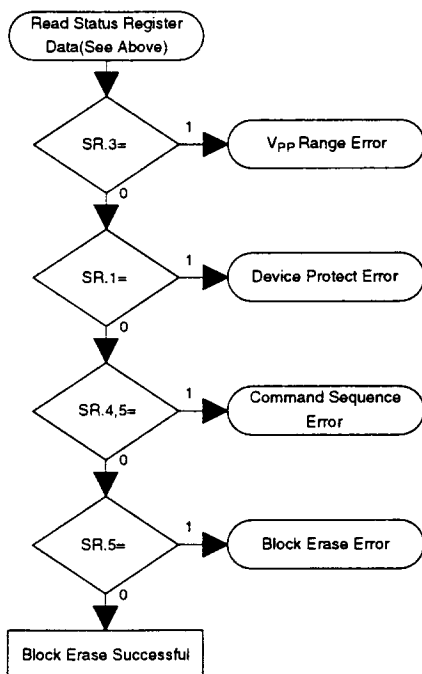 Read Status Register
Data(See Above)
SR.3=
1
VPP Range Error
0
SR.1=
1
Device Protect Error
0
SR.4,5=
1
Command Sequence
Error
0
SR.5=
1
Block Erase Error
0
Block Erase Successful